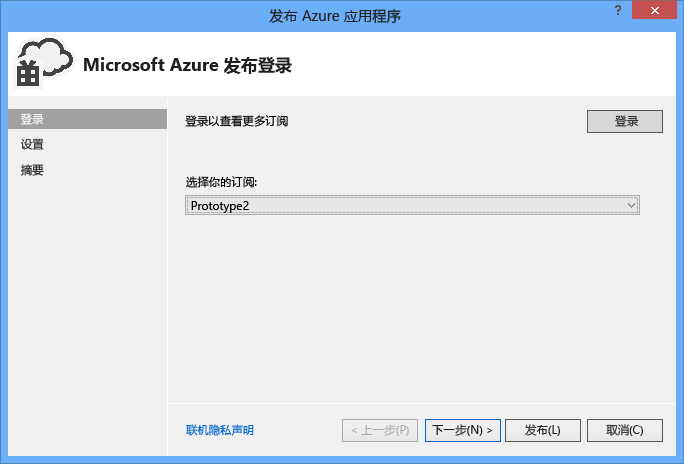 发布 Azure 应用程序
?
Microsoft Azure 发布登录
登录
设置
摘要
登录以查看更多订阅
登录
选择你的订阅:
Prototype2
联机隐私声明
< 上一步(P)
下一步(N) >
发布(L)
取消(C)